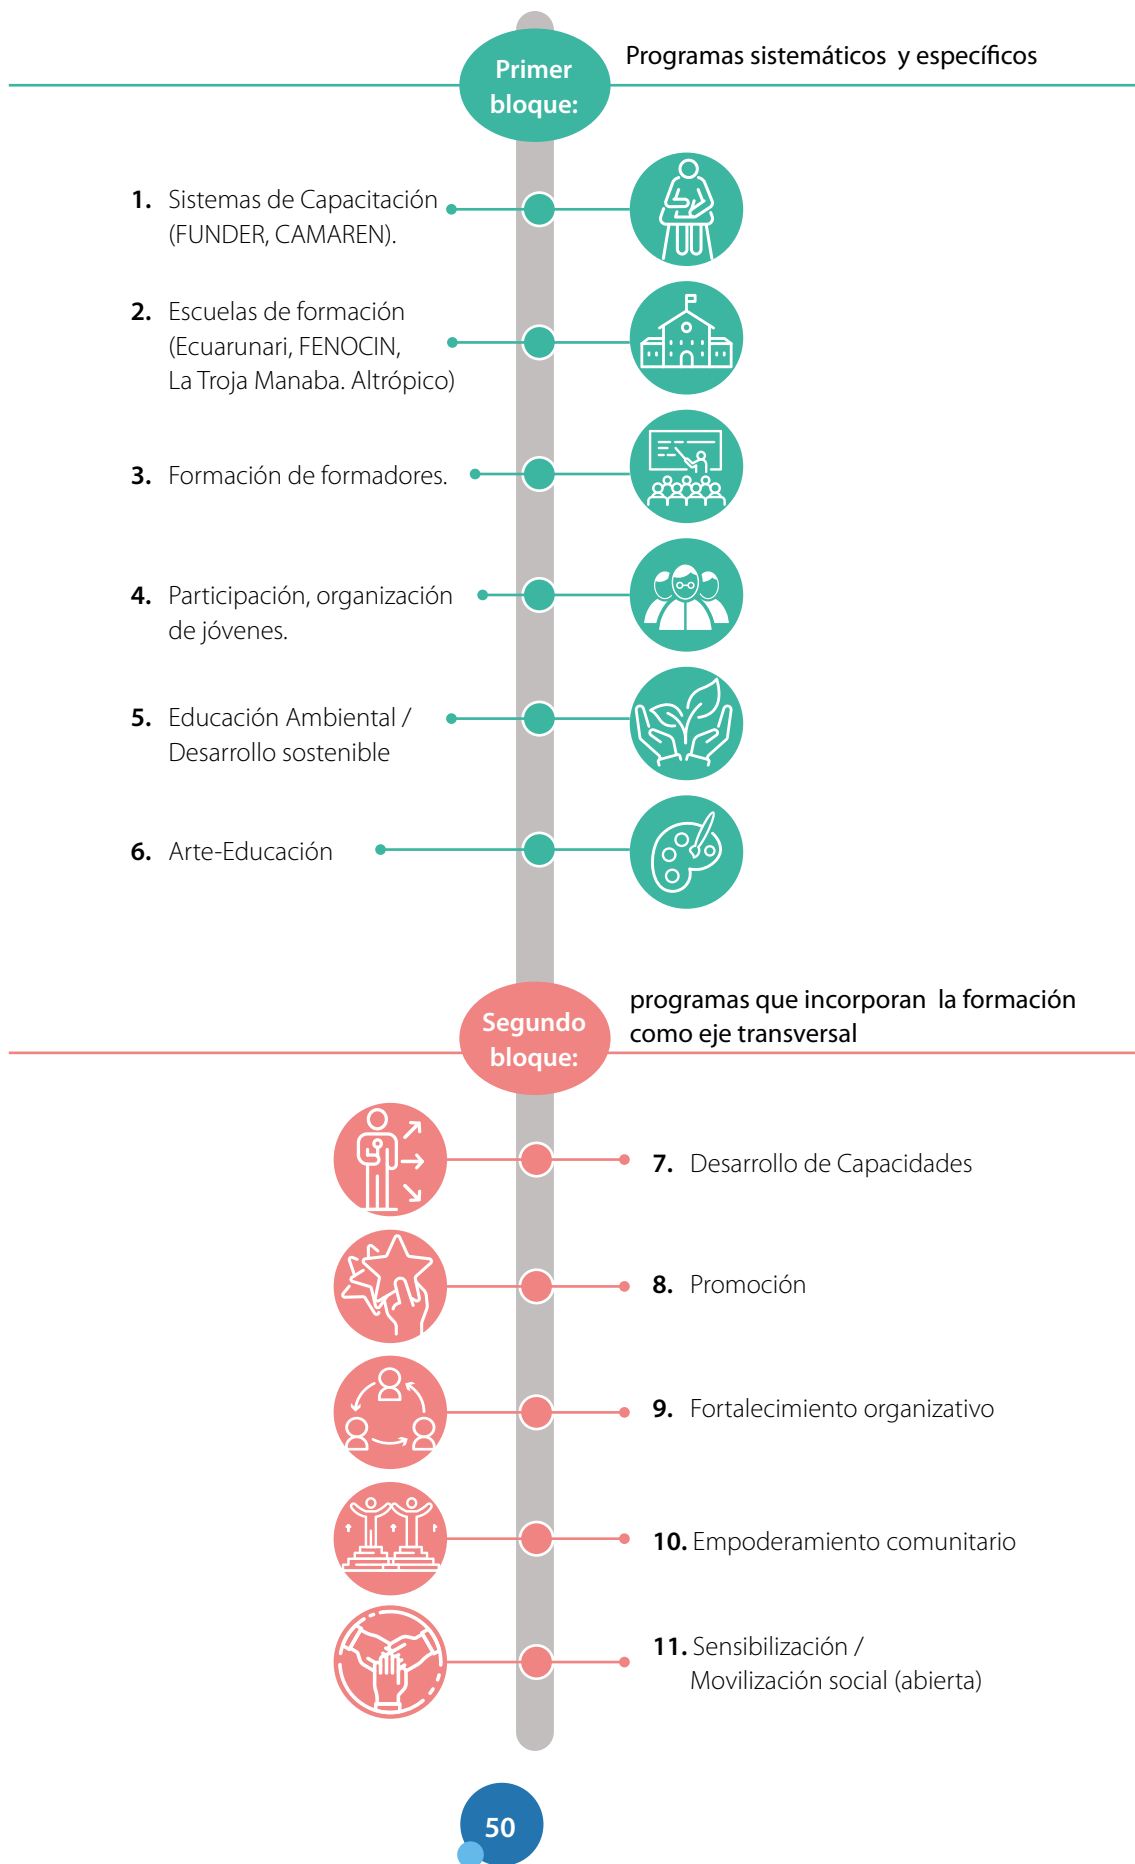 Primer
bloque:
Programas sistemáticos y específicos
1. Sistemas de Capacitación
(FUNDER, CAMAREN).
2. Escuelas de formación
(Ecuarunari, FENOCIN,
La Troja Manaba. Altrópico)
3. Formación de formadores.
4. Participación, organización
de jóvenes.
5. Educación Ambiental /
Desarrollo sostenible
6. Arte-Educación
Segundo
bloque:
programas que incorporan la formación
como eje transversal
7. Desarrollo de Capacidades
8. Promoción
9. Fortalecimiento organizativo
10. Empoderamiento comunitario
11. Sensibilización /
Movilización social (abierta)
50